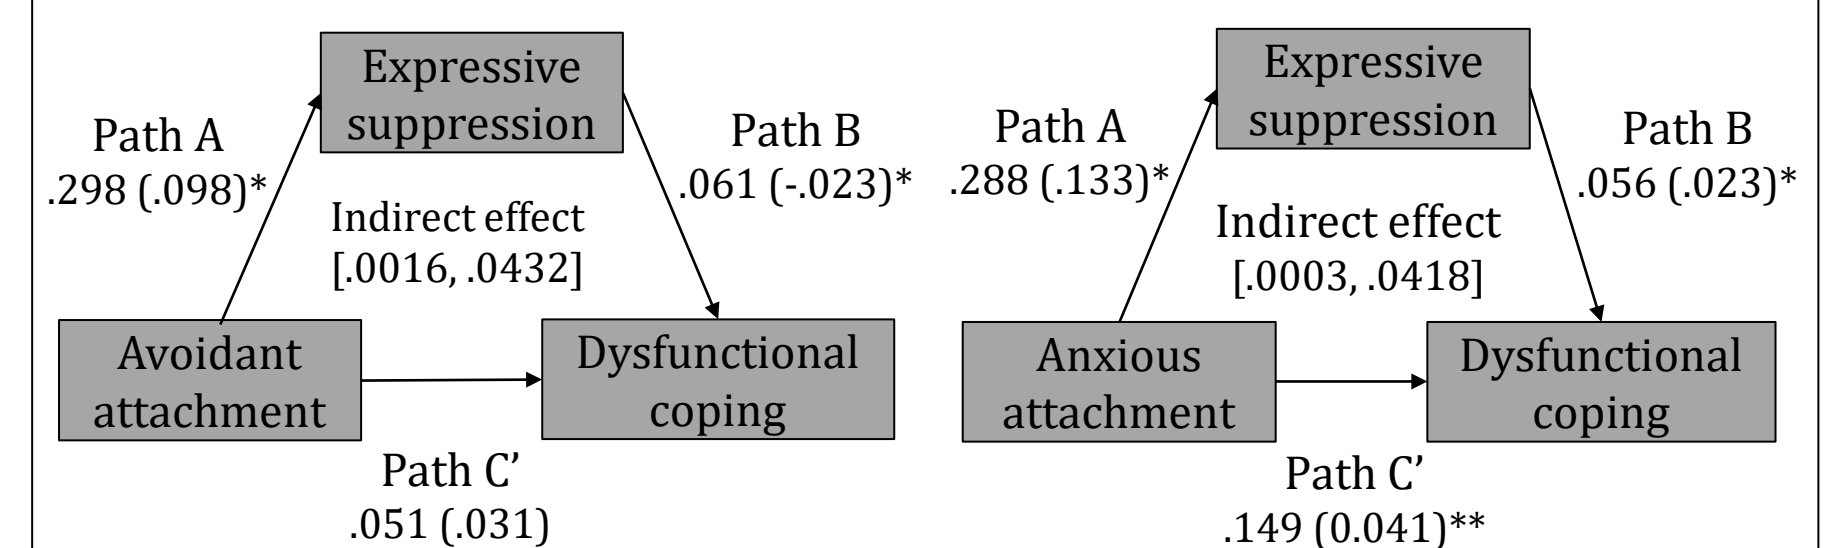 Expressive
suppression
Path A
.298 (.098)*
Path B
.061 (-.023)*
Indirect effect
[.0016, .0432]
Avoidant
attachment
Dysfunctional
coping
Path C’
.051 (.031)
Expressive
suppression
Path A
.288 (.133)*
Path B
.056 (.023)*
Indirect effect
[.0003, .0418]
Anxious
attachment
Dysfunctional
coping
Path C’
.149 (0.041)**